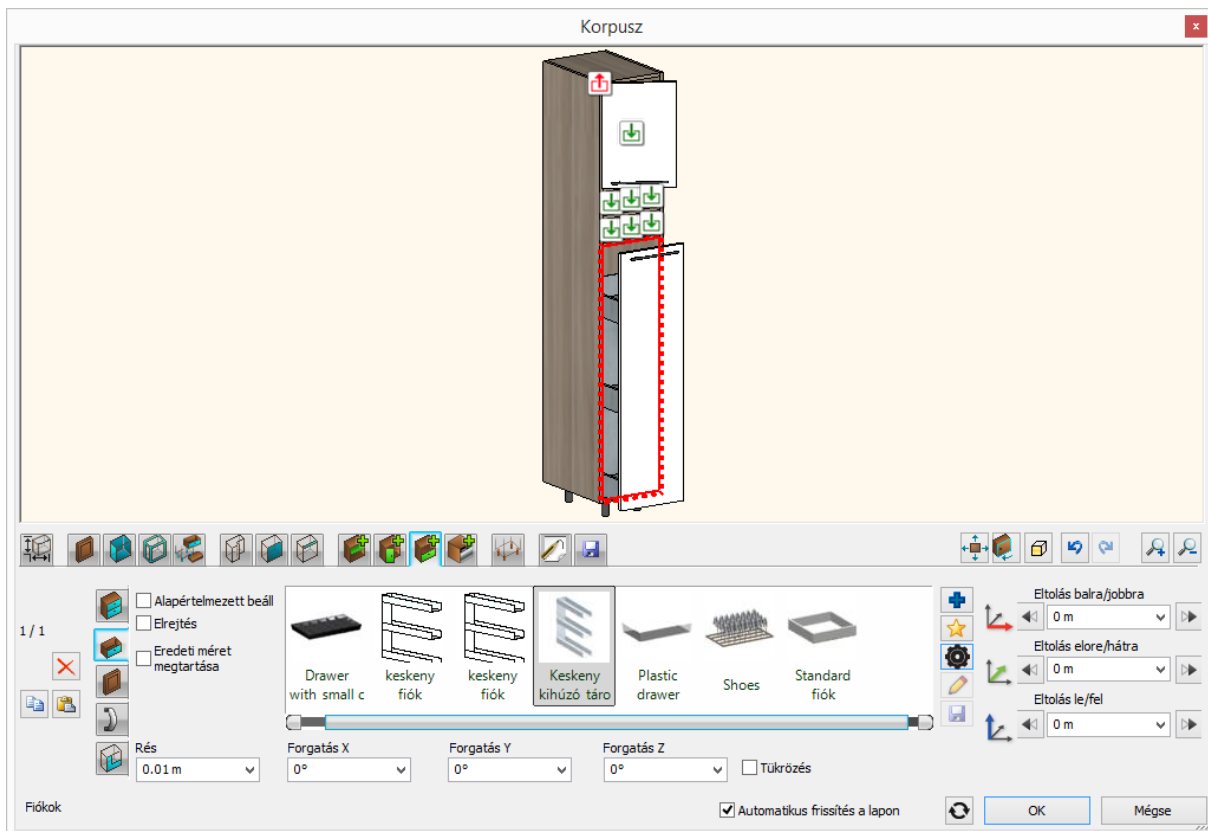 Korpusz
x
1 / 1
Alapértelmezett beáll
Elrejtés
Eredeti méret
megtartása
Drawer
with small c
keskeny
fiók
keskeny
fiók
Keskeny
kihúzó táro
Plastic
drawer
Shoes
Standard
fiók
Eltolás balra/jobbra
0 m
Eltolás elore/hátra
0 m
Eltolás le/fel
0 m
Rés
0.01 m
Forgatás X
0°
Forgatás Y
0°
Forgatás Z
0°
Tükrözés
Fiókok
Automatikus frissítés a lapon
OK
Mégse